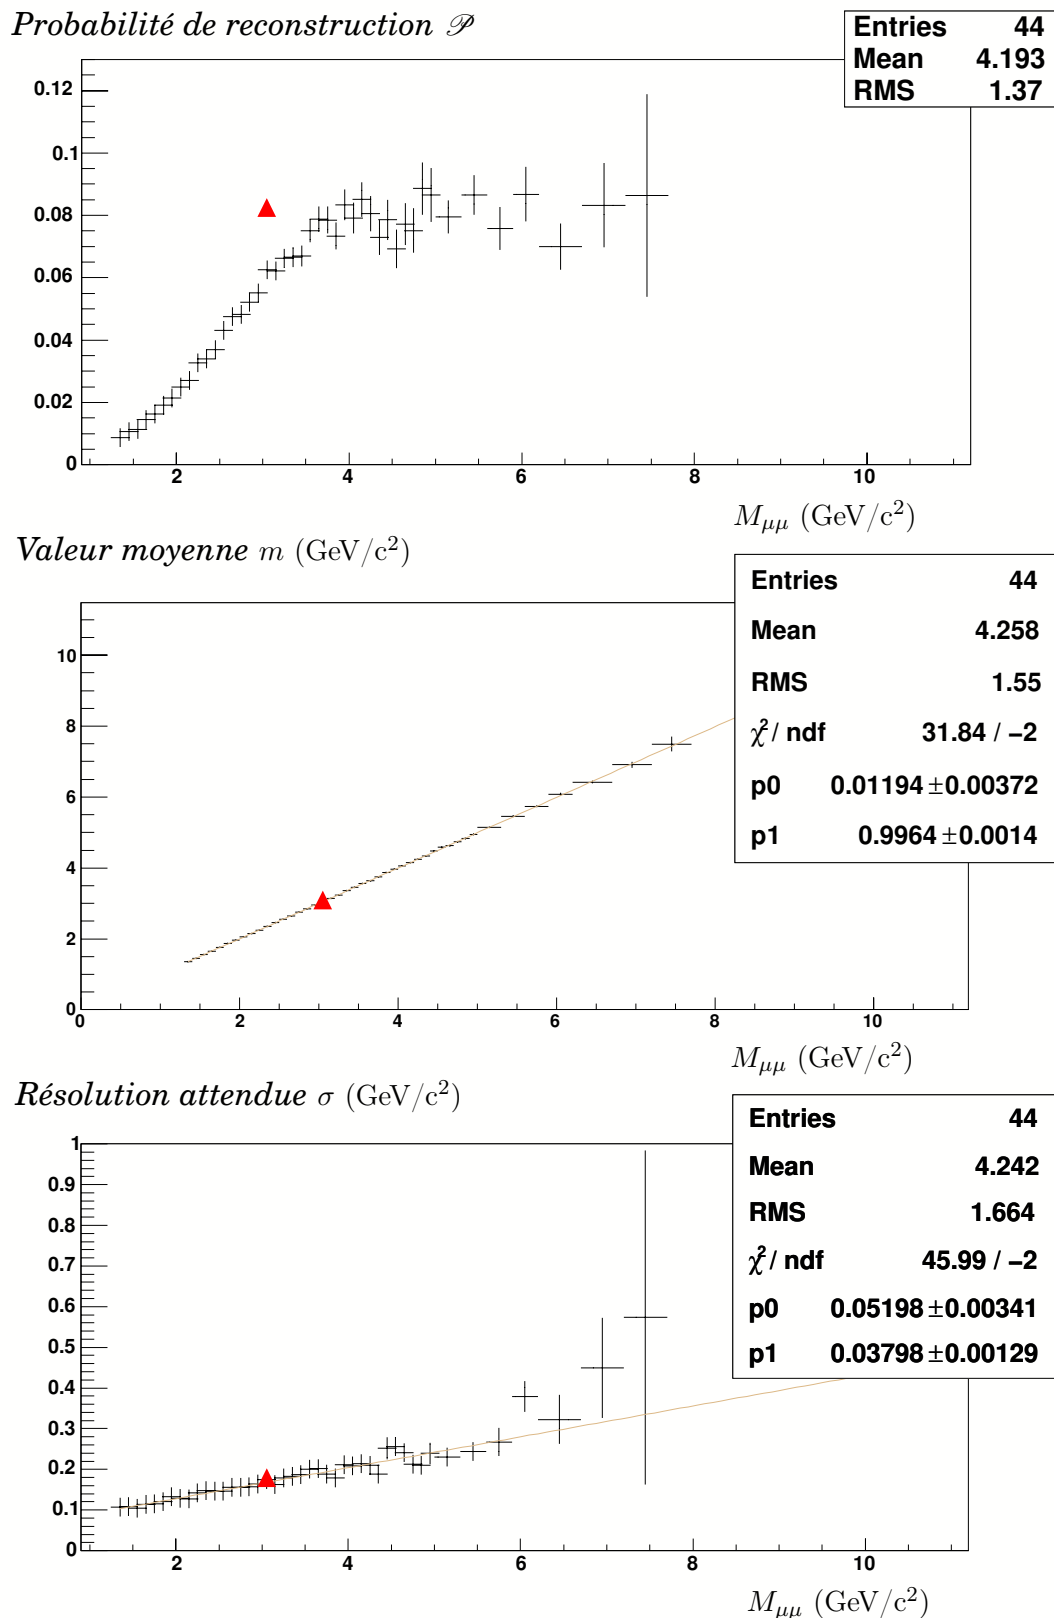 Probabilité de reconstruction 𝒫
Entries 44
Mean 4.193
RMS 1.37
0.12
0.1
0.08
0.06
0.04
0.02
0
2 4 6 8 10
M_μμ (GeV/c²)
Valeur moyenne m (GeV/c²)
Entries 44
Mean 4.258
RMS 1.55
χ² / ndf 31.84 / −2
p0 0.01194 ± 0.00372
p1 0.9964 ± 0.0014
10
8
6
4
2
0
0 2 4 6 8 10
M_μμ (GeV/c²)
Résolution attendue σ (GeV/c²)
Entries 44
Mean 4.242
RMS 1.664
χ² / ndf 45.99 / −2
p0 0.05198 ± 0.00341
p1 0.03798 ± 0.00129
1
0.9
0.8
0.7
0.6
0.5
0.4
0.3
0.2
0.1
0
2 4 6 8 10
M_μμ (GeV/c²)